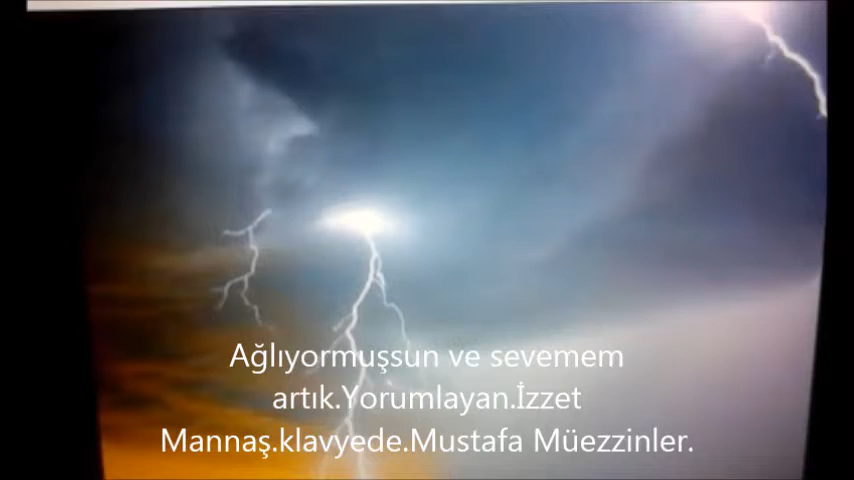 Ağlıyormuşsun ve sevemem
artık.Yorumlayan.İzzet
Mannaş.klavyede.Mustafa Müezzinler.